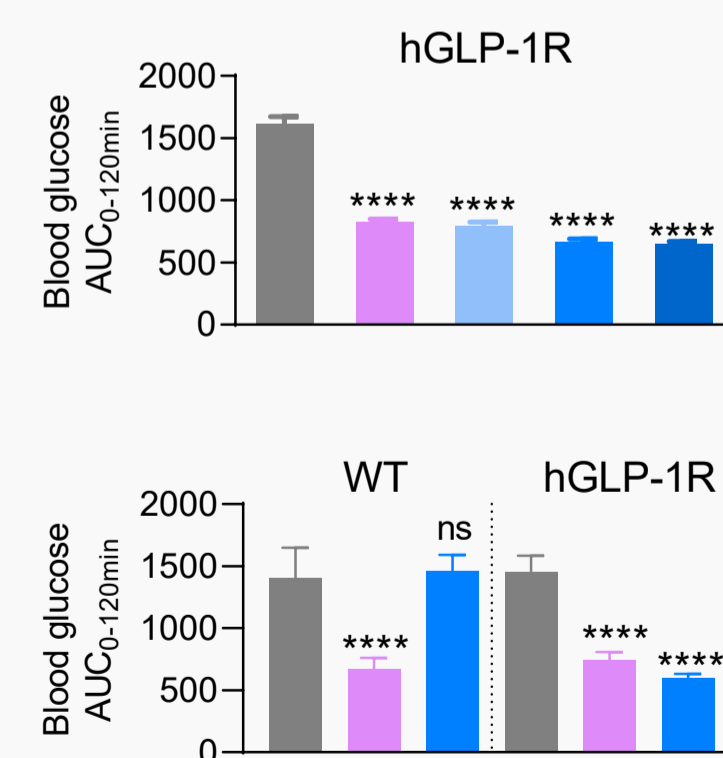 hGLP-1R
2000
1500
1000
500
0
Blood glucose
AUC0-120min
**** **** **** ****
WT hGLP-1R
2000
1500
1000
500
0
Blood glucose
AUC0-120min
**** ns **** ****